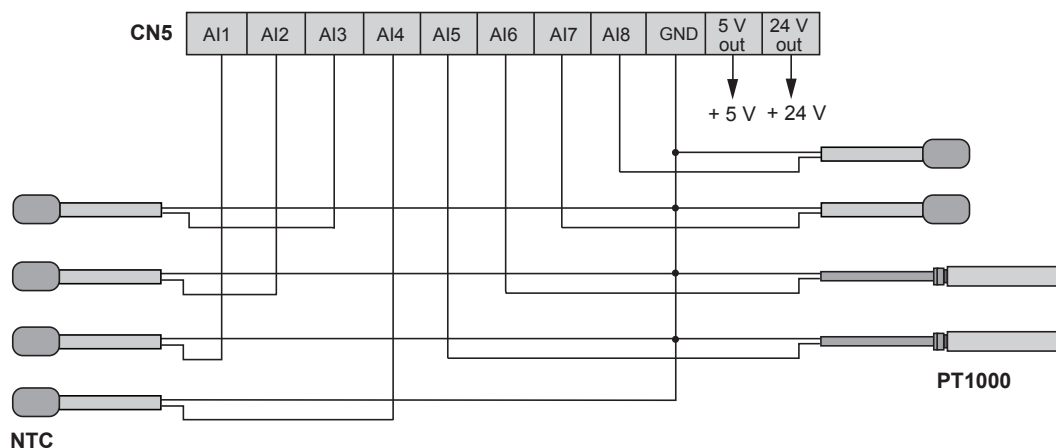 CN5 AI1 AI2 AI3 AI4 AI5 AI6 AI7 AI8 GND 5 V out 24 V out
+ 5 V + 24 V
PT1000
NTC